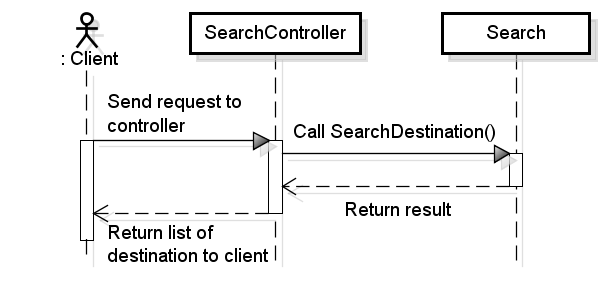 : Client
SearchController
Search
Send request to
controller
Call SearchDestination()
Return result
Return list of
destination to client